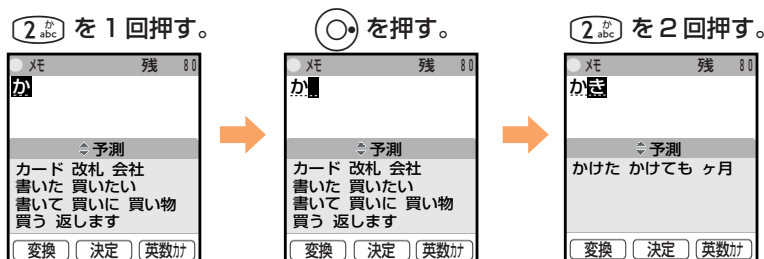 2 か abc を1回押す。
を押す。
2 か abc を2回押す。
メモ 残 80
か
予測
カード 改札 会社
書いた 買いたい
書いて 買いに 買い物
買う 返します
変換 決定 英数カナ
メモ 残 80
か
予測
カード 改札 会社
書いた 買いたい
書いて 買いに 買い物
買う 返します
変換 決定 英数カナ
メモ 残 80
かき
予測
かけた かけても ヶ月
変換 決定 英数カナ